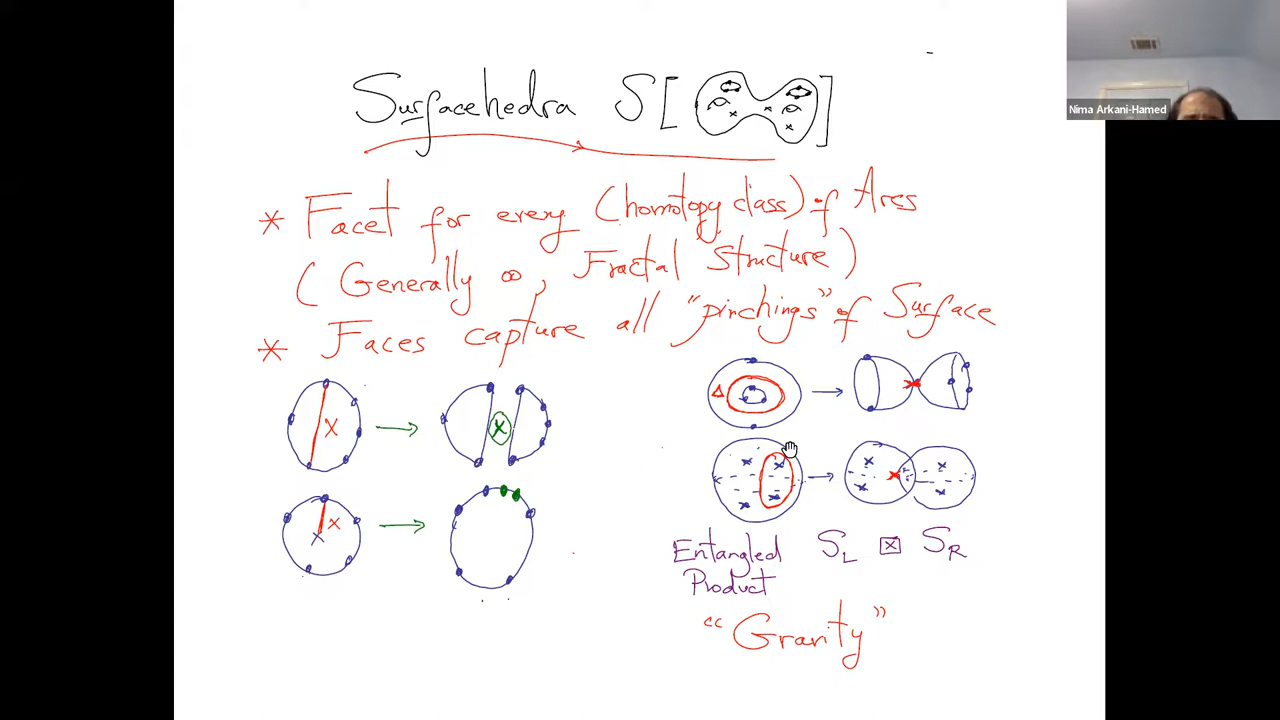 Surfacehedra S[ ]
Nima Arkani-Hamed
* Facet for every (homotopy class) of Arcs
(Generally ∞, Fractal Structure)
* Faces capture all "pinchings" of Surface
X
X
Δ
X
Entangled S_L ⊠ S_R
Product
"Gravity"